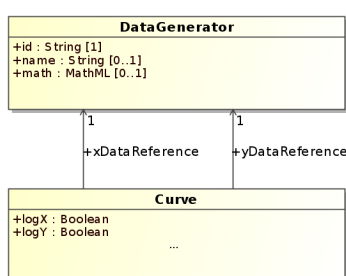 DataGenerator
+id : String [1]
+name : String [0..1]
+math : MathML [0..1]
1
1
+xDataReference
+yDataReference
Curve
+logX : Boolean
+logY : Boolean
...